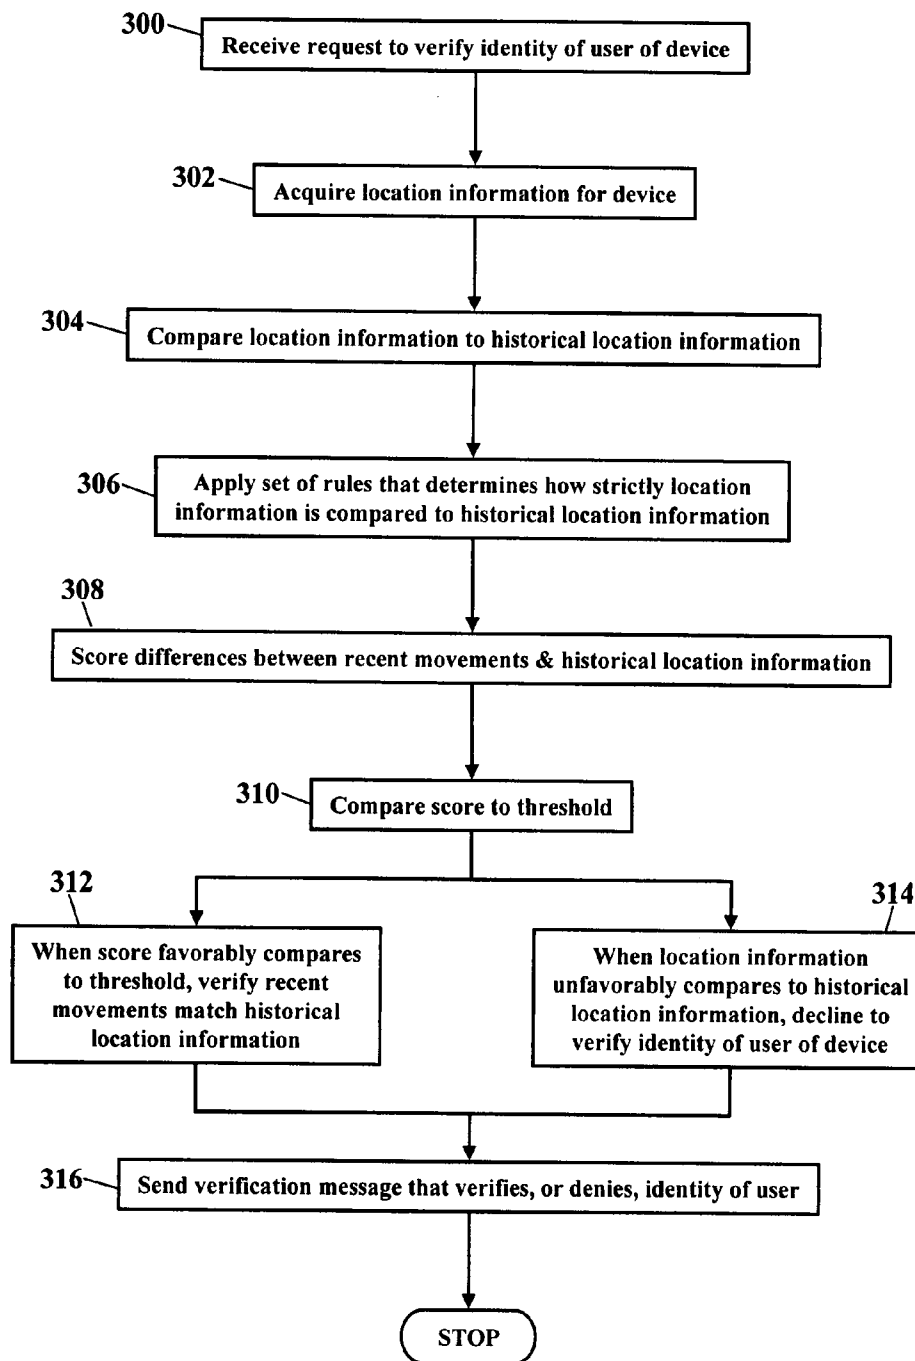 300
Receive request to verify identity of user of device
302
Acquire location information for device
304
Compare location information to historical location information
306
Apply set of rules that determines how strictly location
information is compared to historical location information
308
Score differences between recent movements & historical location information
310
Compare score to threshold
312
When score favorably compares
to threshold, verify recent
movements match historical
location information
314
When location information
unfavorably compares to historical
location information, decline to
verify identity of user of device
316
Send verification message that verifies, or denies, identity of user
STOP